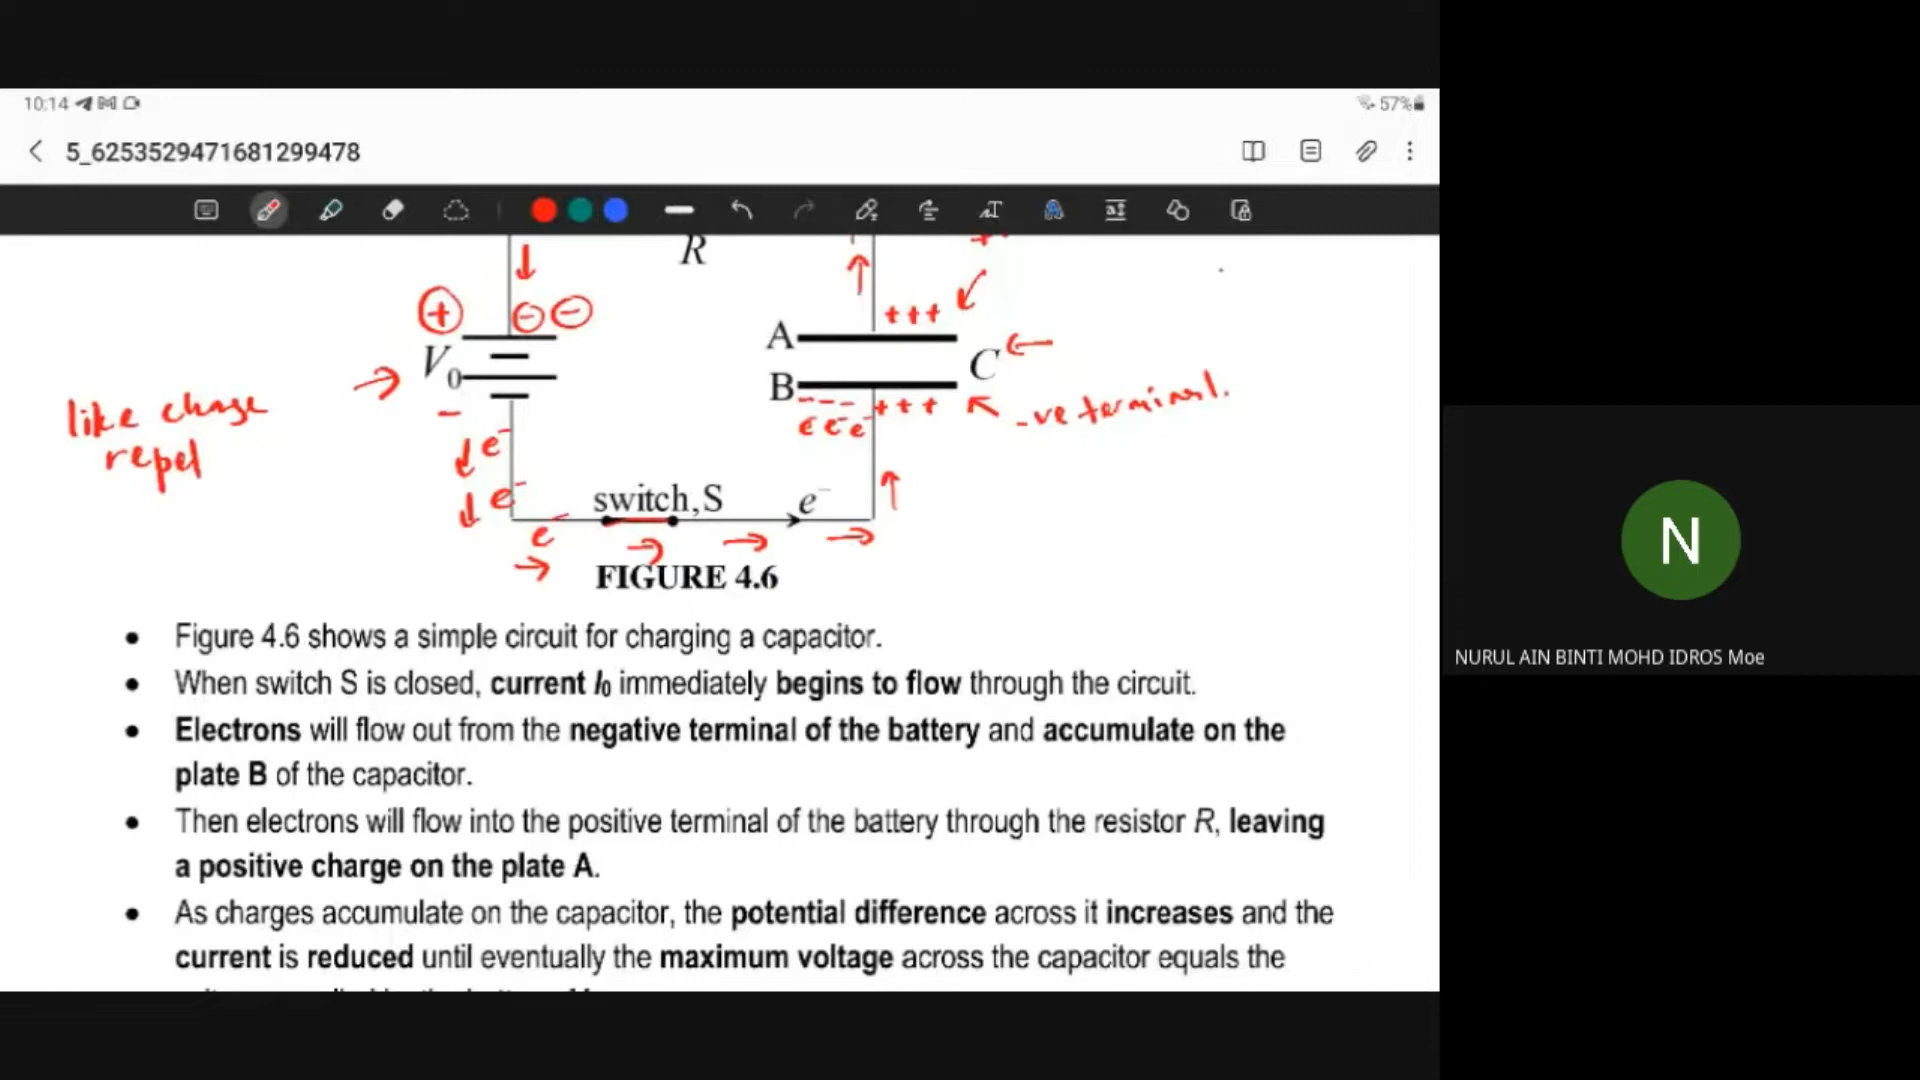 10:14 57%
5_6253529471681299478
R
+ - -
+ + +
A
V0
C
B
-
- - - + + +
-ve terminal.
like charge
repel
e- e- e-
e-
e-
switch, S e-
e-
FIGURE 4.6
• Figure 4.6 shows a simple circuit for charging a capacitor.
• When switch S is closed, current I0 immediately begins to flow through the circuit.
• Electrons will flow out from the negative terminal of the battery and accumulate on the
plate B of the capacitor.
• Then electrons will flow into the positive terminal of the battery through the resistor R, leaving
a positive charge on the plate A.
• As charges accumulate on the capacitor, the potential difference across it increases and the
current is reduced until eventually the maximum voltage across the capacitor equals the
N
NURUL AIN BINTI MOHD IDROS Moe